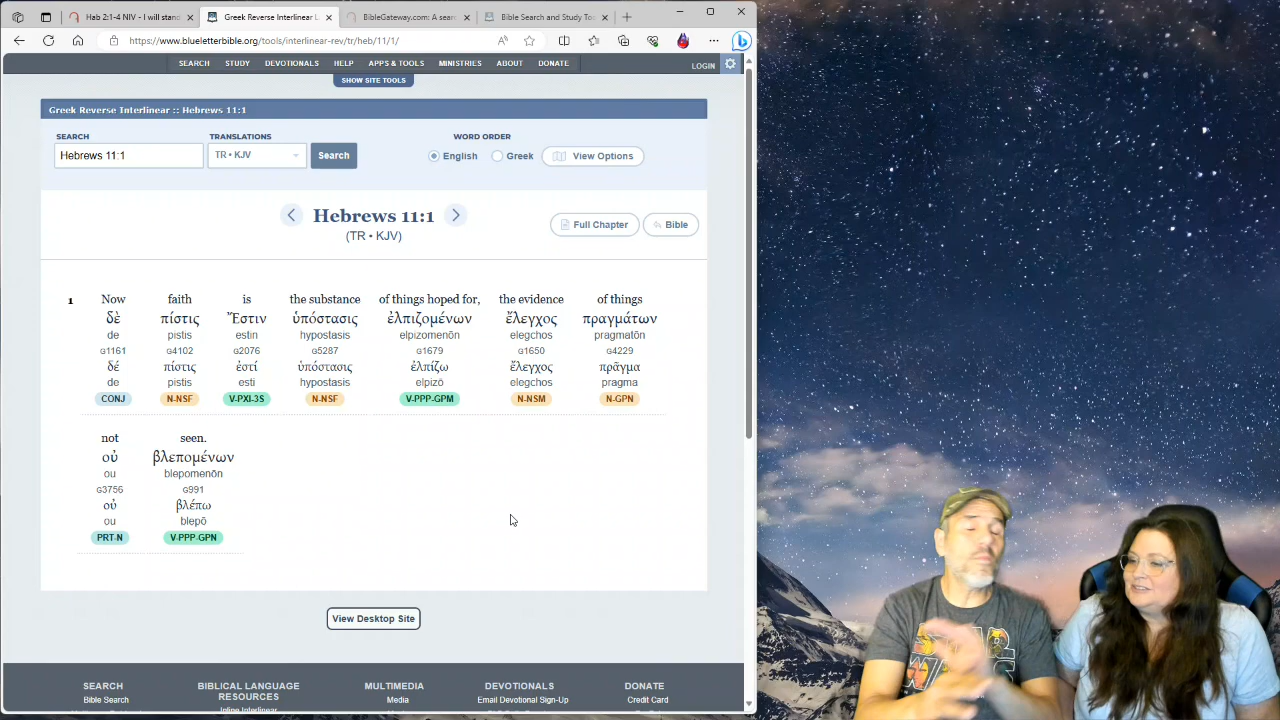 Hab 2:1-4 NIV - I will stand
Greek Reverse Interlinear L
BibleGateway.com: A sear
Bible Search and Study To
https://www.blueletterbible.org/tools/interlinear-rev/tr/heb/11/1/
SEARCH STUDY DEVOTIONALS HELP APPS & TOOLS MINISTRIES ABOUT DONATE LOGIN
SHOW SITE TOOLS
Greek Reverse Interlinear :: Hebrews 11:1
SEARCH TRANSLATIONS WORD ORDER
Hebrews 11:1 TR • KJV Search English Greek View Options
Hebrews 11:1
(TR • KJV)
Full Chapter Bible
1 Now faith is the substance of things hoped for, the evidence of things
δὲ πίστις Ἔστιν ὑπόστασις ἐλπιζομένων ἔλεγχος πραγμάτων
de pistis estin hypostasis elpizomenōn elegchos pragmatōn
G1161 G4102 G2076 G5287 G1679 G1650 G4229
δέ πίστις ἐστί ὑπόστασις ἐλπίζω ἔλεγχος πρᾶγμα
de pistis esti hypostasis elpizō elegchos pragma
CONJ N-NSF V-PXI-3S N-NSF V-PPP-GPM N-NSM N-GPN
not seen.
οὐ βλεπομένων
ou blepomenōn
G3756 G991
οὐ βλέπω
ou blepō
PRT-N V-PPP-GPN
View Desktop Site
SEARCH BIBLICAL LANGUAGE RESOURCES MULTIMEDIA DEVOTIONALS DONATE
Bible Search Media Email Devotional Sign-Up Credit Card